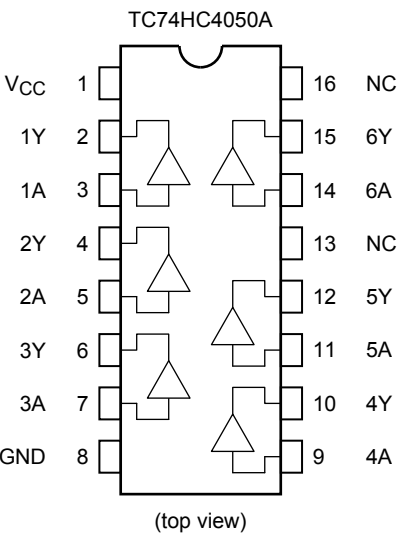 TC74HC4050A
VCC 1 16 NC
1Y 2 15 6Y
1A 3 14 6A
2Y 4 13 NC
2A 5 12 5Y
3Y 6 11 5A
3A 7 10 4Y
GND 8 9 4A
(top view)